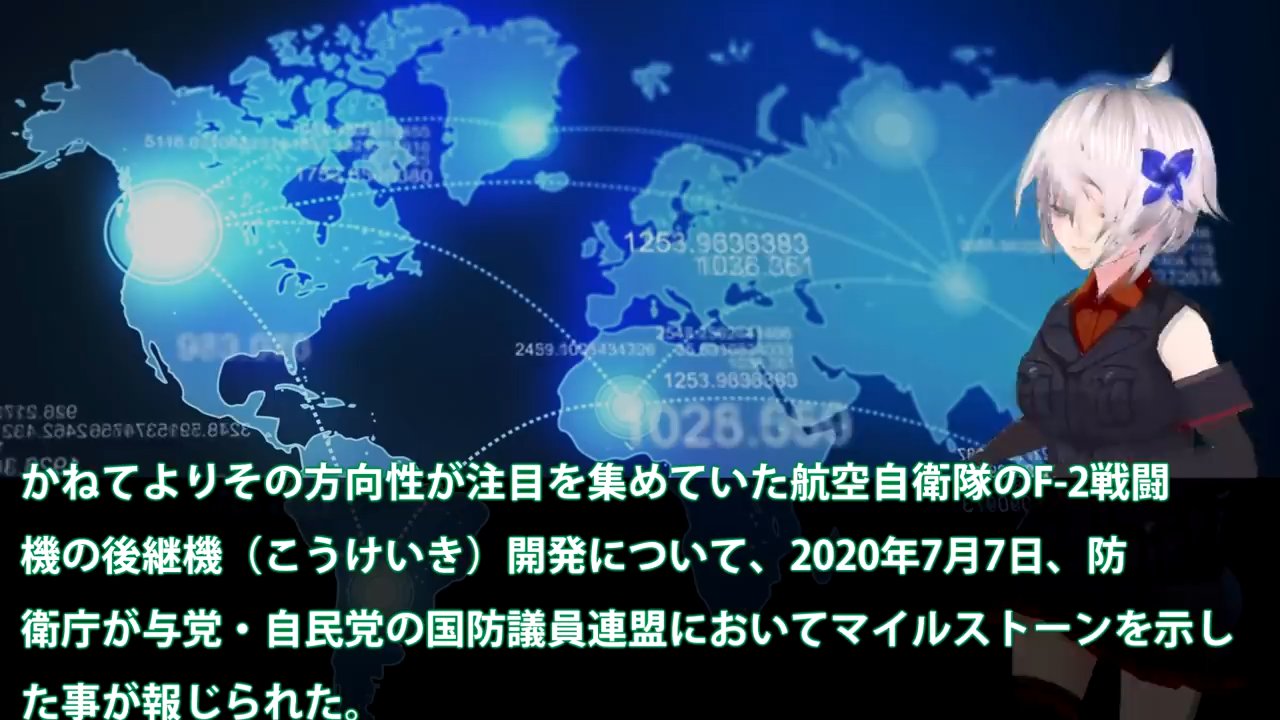 1253.9838383
1253.9838383
かねてよりその方向性が注目を集めていた航空自衛隊のF-2戦闘
機の後継機（こうけいき）開発について、2020年7月7日、防
衛庁が与党・自民党の国防議員連盟においてマイルストーンを示し
た事が報じられた。